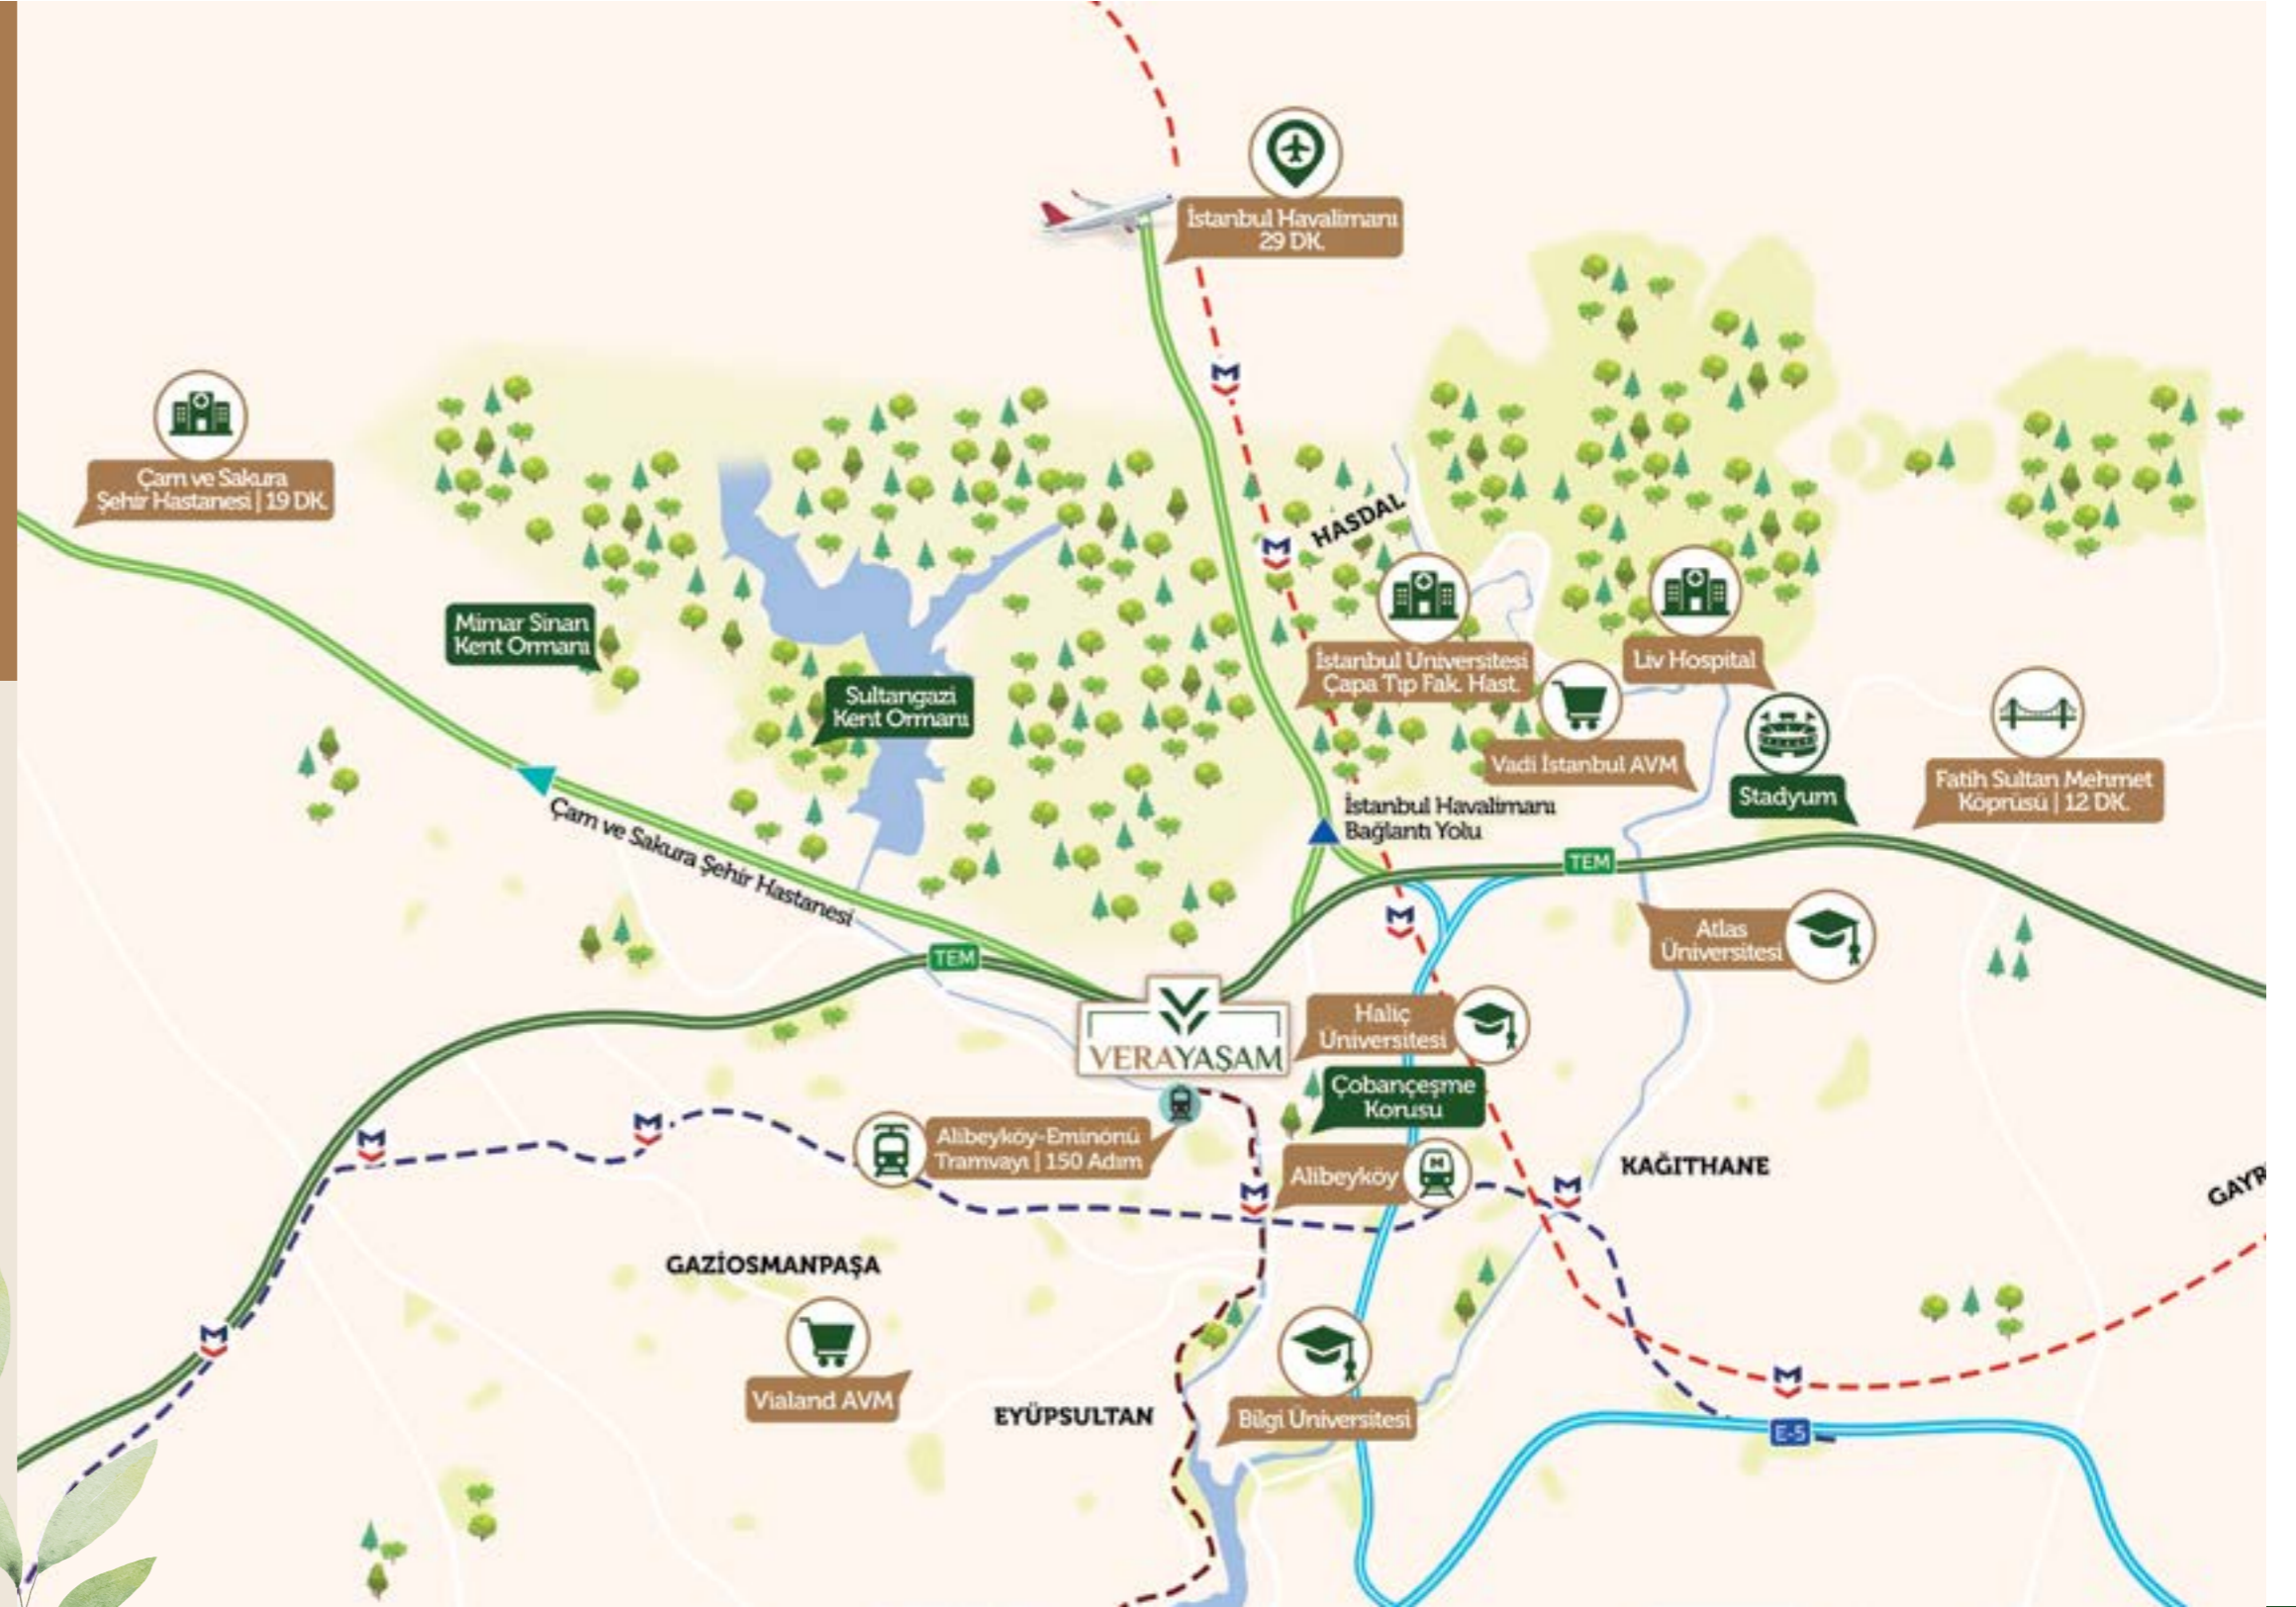 İstanbul Havalimanı
29 DK.
Çam ve Sakura
Şehir Hastanesi | 19 DK.
HASDAL
Mimar Sinan
Kent Ormanı
İstanbul Üniversitesi
Çapa Tıp Fak. Hast.
Liv Hospital
Sultangazi
Kent Ormanı
Vadi İstanbul AVM
Stadyum
Fatih Sultan Mehmet
Köprüsü | 12 DK.
İstanbul Havalimanı
Bağlantı Yolu
Çam ve Sakura Şehir Hastanesi
TEM
TEM
Atlas
Üniversitesi
VERAYAŞAM
Haliç
Üniversitesi
Çobançeşme
Korusu
Alibeyköy-Eminönü
Tramvayı | 150 Adım
Alibeyköy
KAĞITHANE
GAYR
GAZİOSMANPAŞA
Vialand AVM
EYÜPSULTAN
Bilgi Üniversitesi
E-5